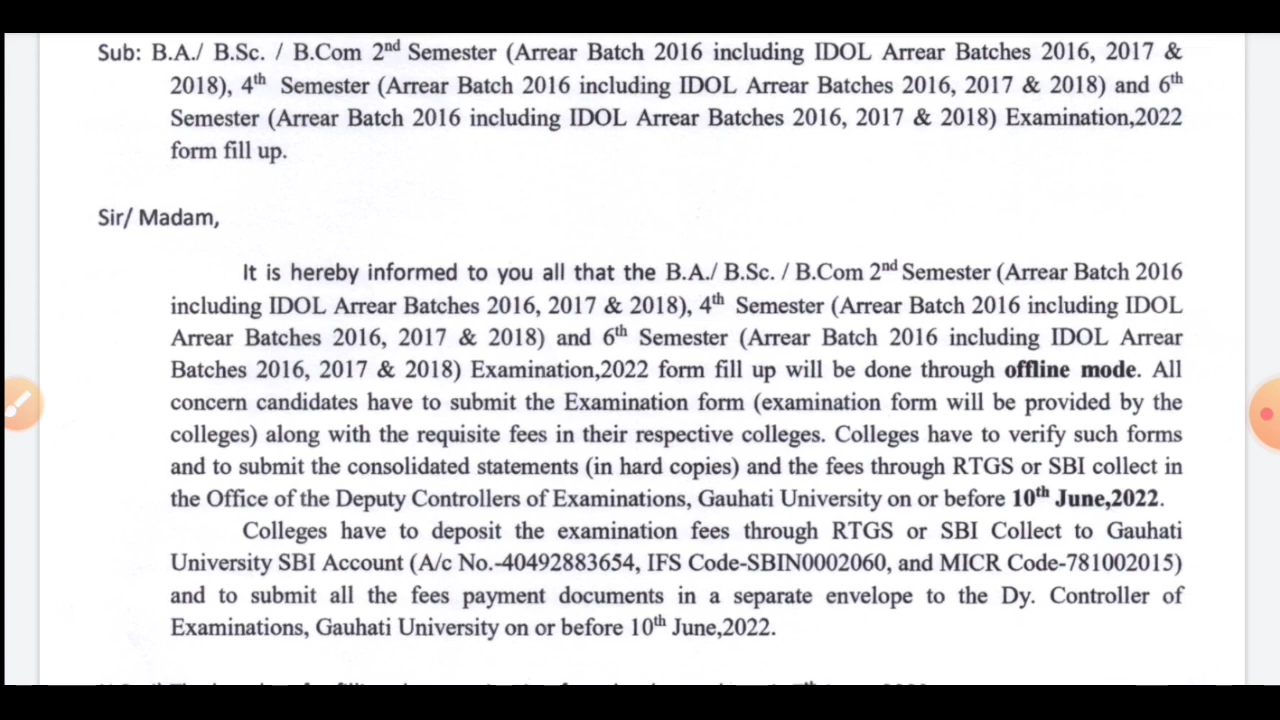 Sub: B.A./ B.Sc. / B.Com 2nd Semester (Arrear Batch 2016 including IDOL Arrear Batches 2016, 2017 &
2018), 4th Semester (Arrear Batch 2016 including IDOL Arrear Batches 2016, 2017 & 2018) and 6th
Semester (Arrear Batch 2016 including IDOL Arrear Batches 2016, 2017 & 2018) Examination,2022
form fill up.
Sir/ Madam,
It is hereby informed to you all that the B.A./ B.Sc. / B.Com 2nd Semester (Arrear Batch 2016
including IDOL Arrear Batches 2016, 2017 & 2018), 4th Semester (Arrear Batch 2016 including IDOL
Arrear Batches 2016, 2017 & 2018) and 6th Semester (Arrear Batch 2016 including IDOL Arrear
Batches 2016, 2017 & 2018) Examination,2022 form fill up will be done through offline mode. All
concern candidates have to submit the Examination form (examination form will be provided by the
colleges) along with the requisite fees in their respective colleges. Colleges have to verify such forms
and to submit the consolidated statements (in hard copies) and the fees through RTGS or SBI collect in
the Office of the Deputy Controllers of Examinations, Gauhati University on or before 10th June,2022.
Colleges have to deposit the examination fees through RTGS or SBI Collect to Gauhati
University SBI Account (A/c No.-40492883654, IFS Code-SBIN0002060, and MICR Code-781002015)
and to submit all the fees payment documents in a separate envelope to the Dy. Controller of
Examinations, Gauhati University on or before 10th June,2022.